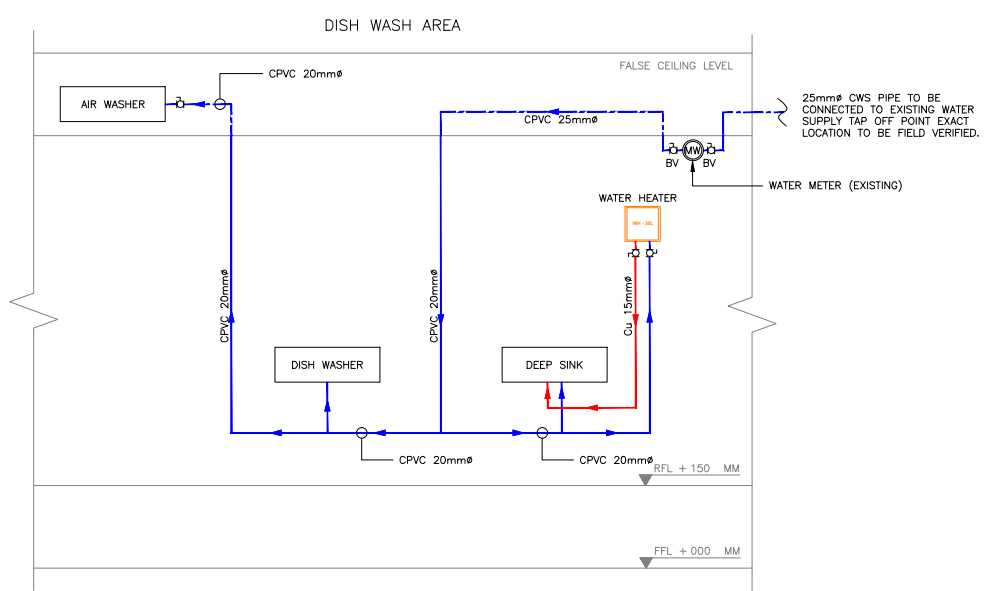 DISH WASH AREA
FALSE CEILING LEVEL
CPVC 20mmø
AIR WASHER
CPVC 25mmø
25mmø CWS PIPE TO BE
CONNECTED TO EXISTING WATER
SUPPLY TAP OFF POINT EXACT
LOCATION TO BE FIELD VERIFIED.
MW
BV
BV
WATER METER (EXISTING)
WATER HEATER
WH-30L
CPVC 20mmø
CPVC 20mmø
Cu 15mmø
DISH WASHER
DEEP SINK
CPVC 20mmø
CPVC 20mmø
RFL +150 MM
FFL +000 MM